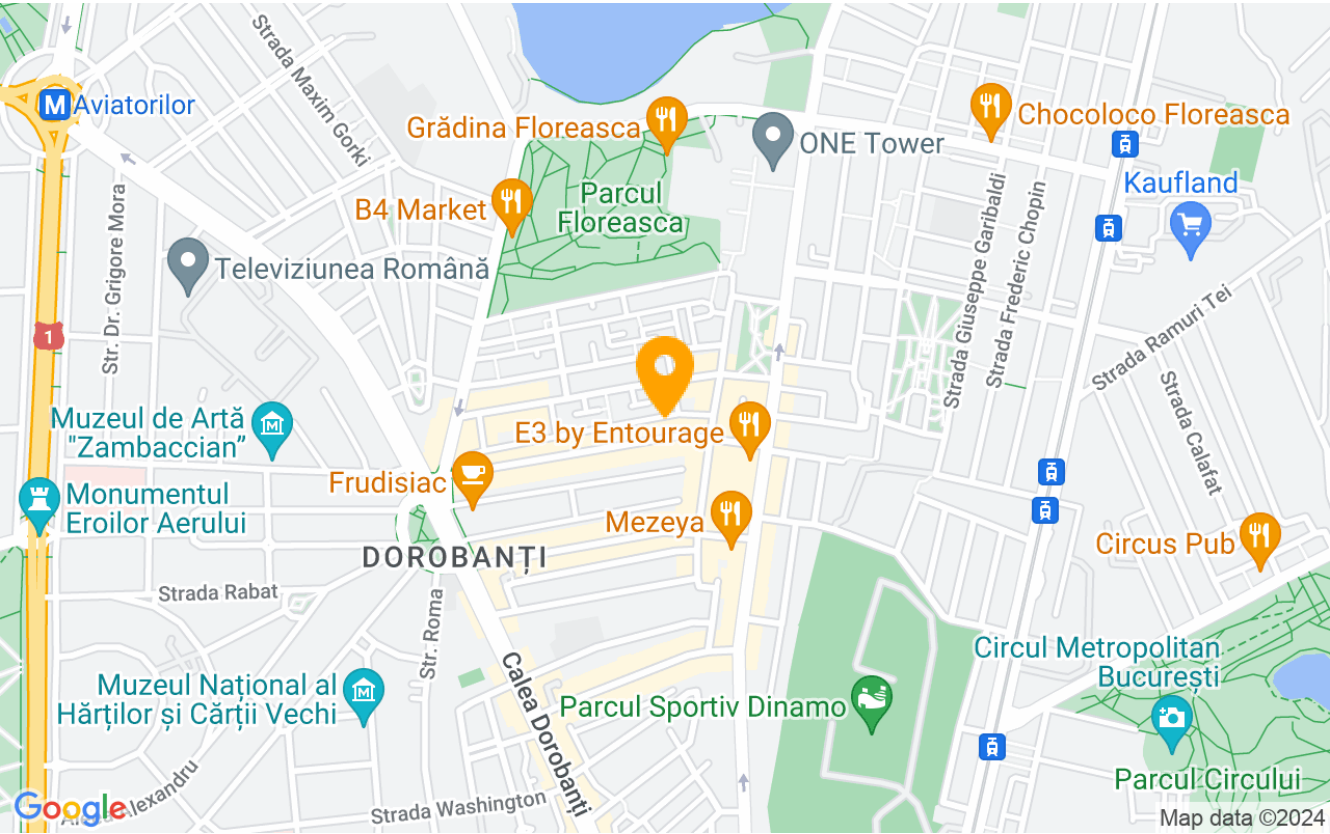 Strada Maxim Gorki
Aviatorilor
M
Grădina Floreasca
Chocoloco Floreasca
ONE Tower
Kaufland
Parcul
Floreasca
B4 Market
Str. Dr. Grigore Mora
Televiziunea Română
Strada Giuseppe Garibaldi
Strada Frederic Chopin
Strada Ramuri Tei
1
Strada Calafat
Muzeul de Artă
"Zambaccian”
M
E3 by Entourage
Frudisiac
Monumentul
Eroilor Aerului
Mezeya
Circus Pub
DOROBANȚI
Strada Rabat
Str. Roma
Circul Metropolitan
București
Muzeul Național al
Hărților și Cărții Vechi
M
Calea Dorobanți
Parcul Sportiv Dinamo
Parcul Circului
Strada Washington
Google
Alexandru
Map data ©2024